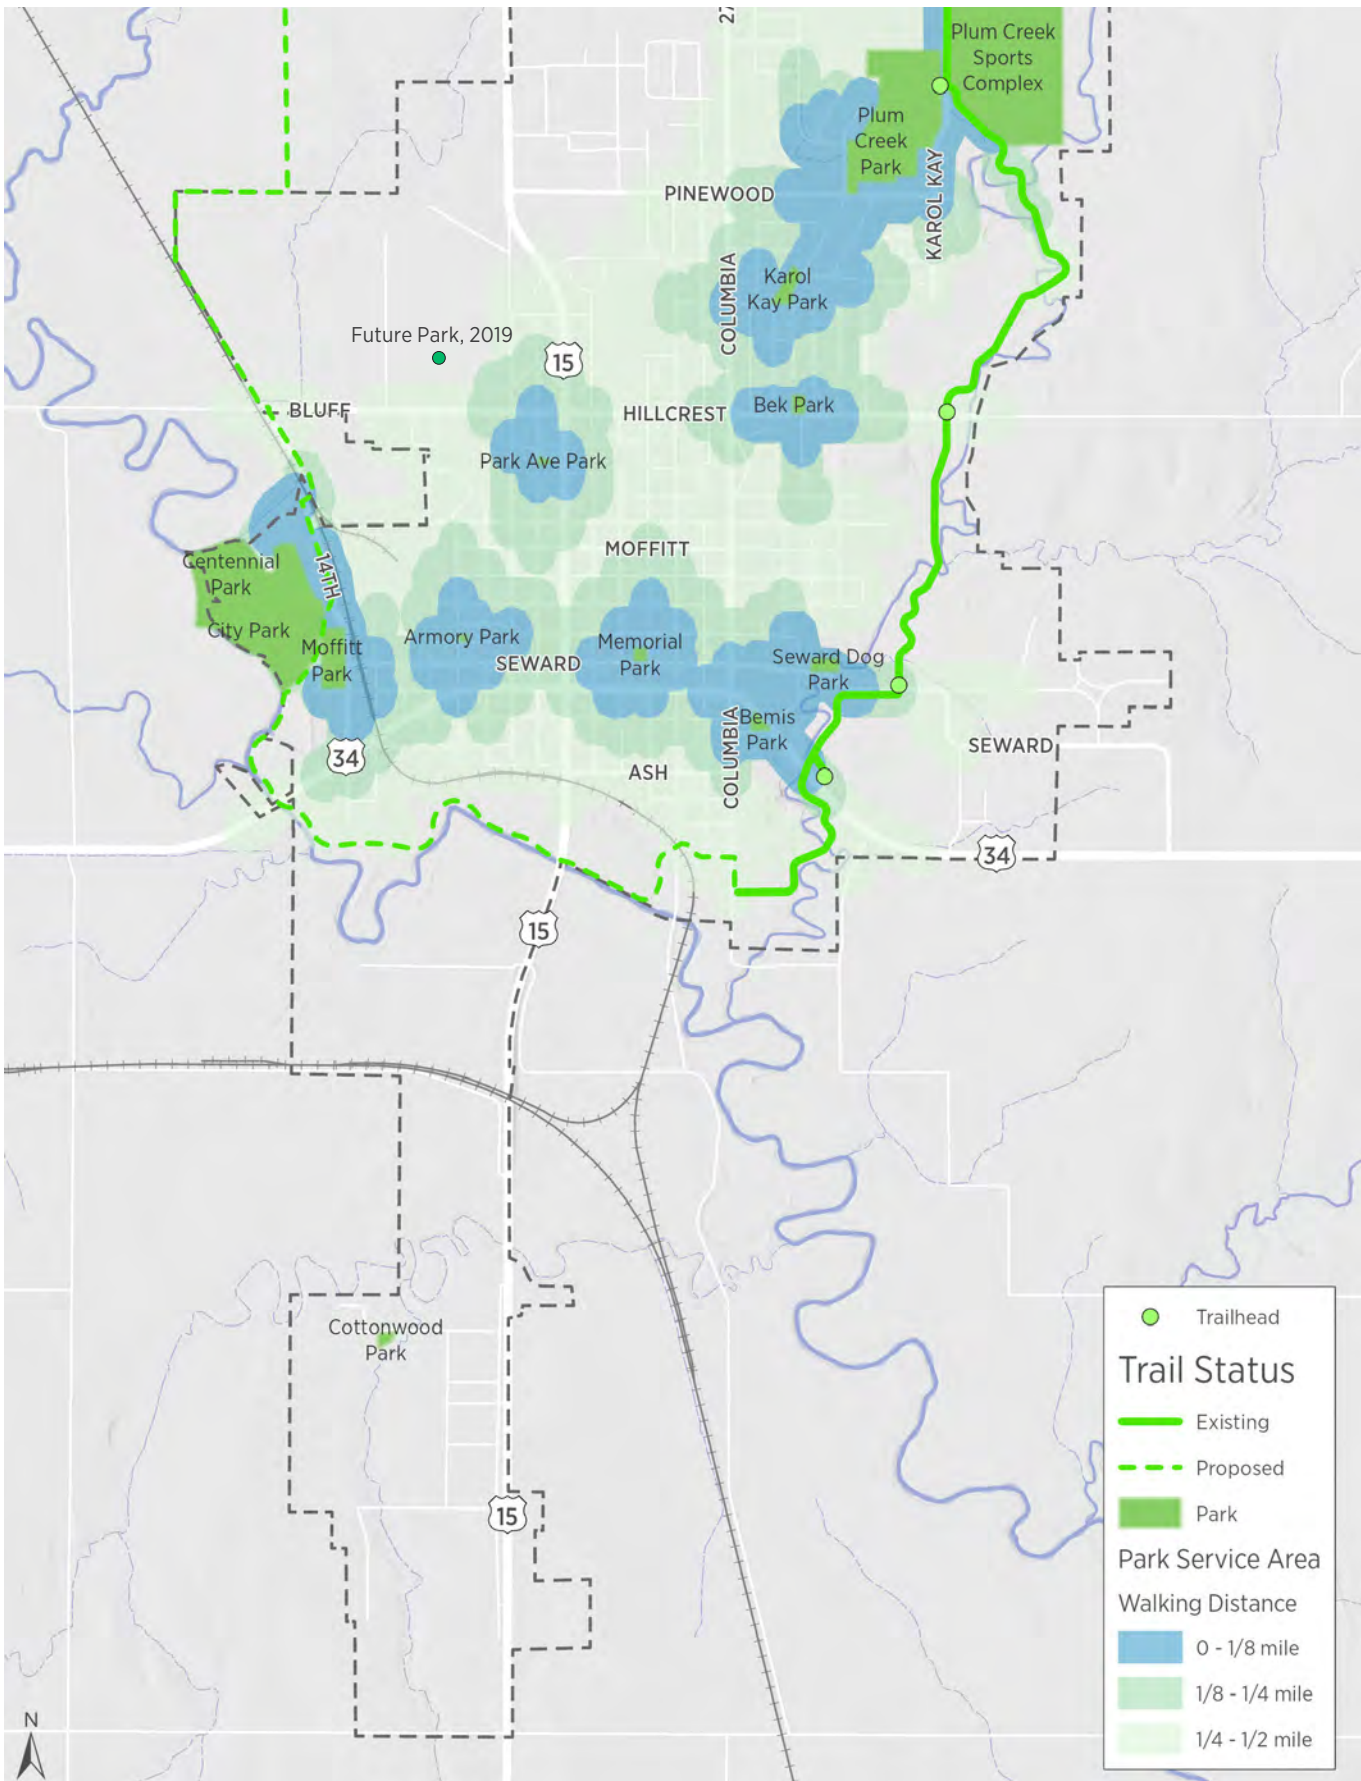 27
Plum Creek
Sports
Complex
Plum
Creek
Park
PINEWOOD
KAROL KAY
COLUMBIA
Karol
Kay Park
Future Park, 2019
15
BLUFF
HILLCREST
Bek Park
Park Ave Park
MOFFITT
Centennial
Park
14TH
City Park
Moffitt
Park
Armory Park
SEWARD
Memorial
Park
Seward Dog
Park
COLUMBIA
Bemis
Park
SEWARD
34
ASH
34
15
Cottonwood
Park
15
N
Trailhead
Trail Status
Existing
Proposed
Park
Park Service Area
Walking Distance
0 - 1/8 mile
1/8 - 1/4 mile
1/4 - 1/2 mile